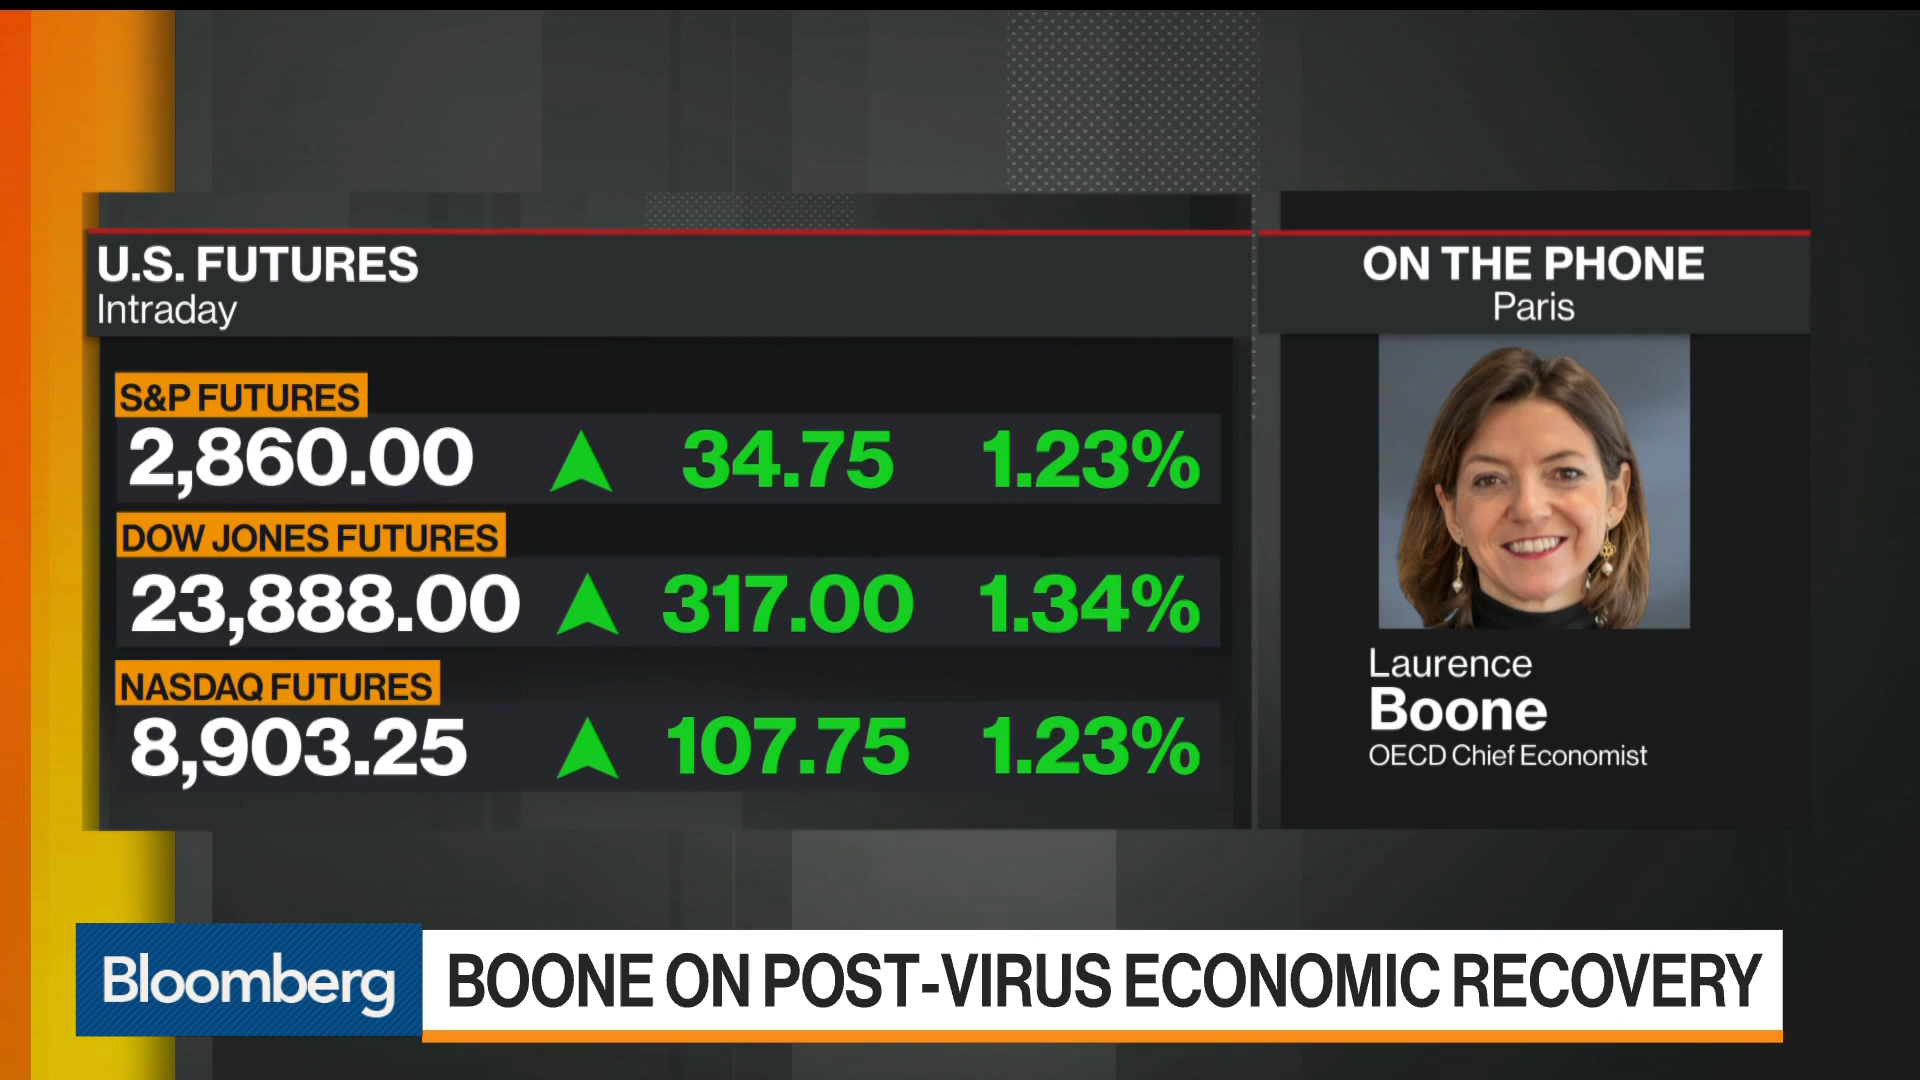 U.S. FUTURES
Intraday
S&P FUTURES
2,860.00 ▲ 34.75 1.23%
DOW JONES FUTURES
23,888.00 ▲ 317.00 1.34%
NASDAQ FUTURES
8,903.25 ▲ 107.75 1.23%
ON THE PHONE
Paris
Laurence
Boone
OECD Chief Economist
Bloomberg
BOONE ON POST-VIRUS ECONOMIC RECOVERY